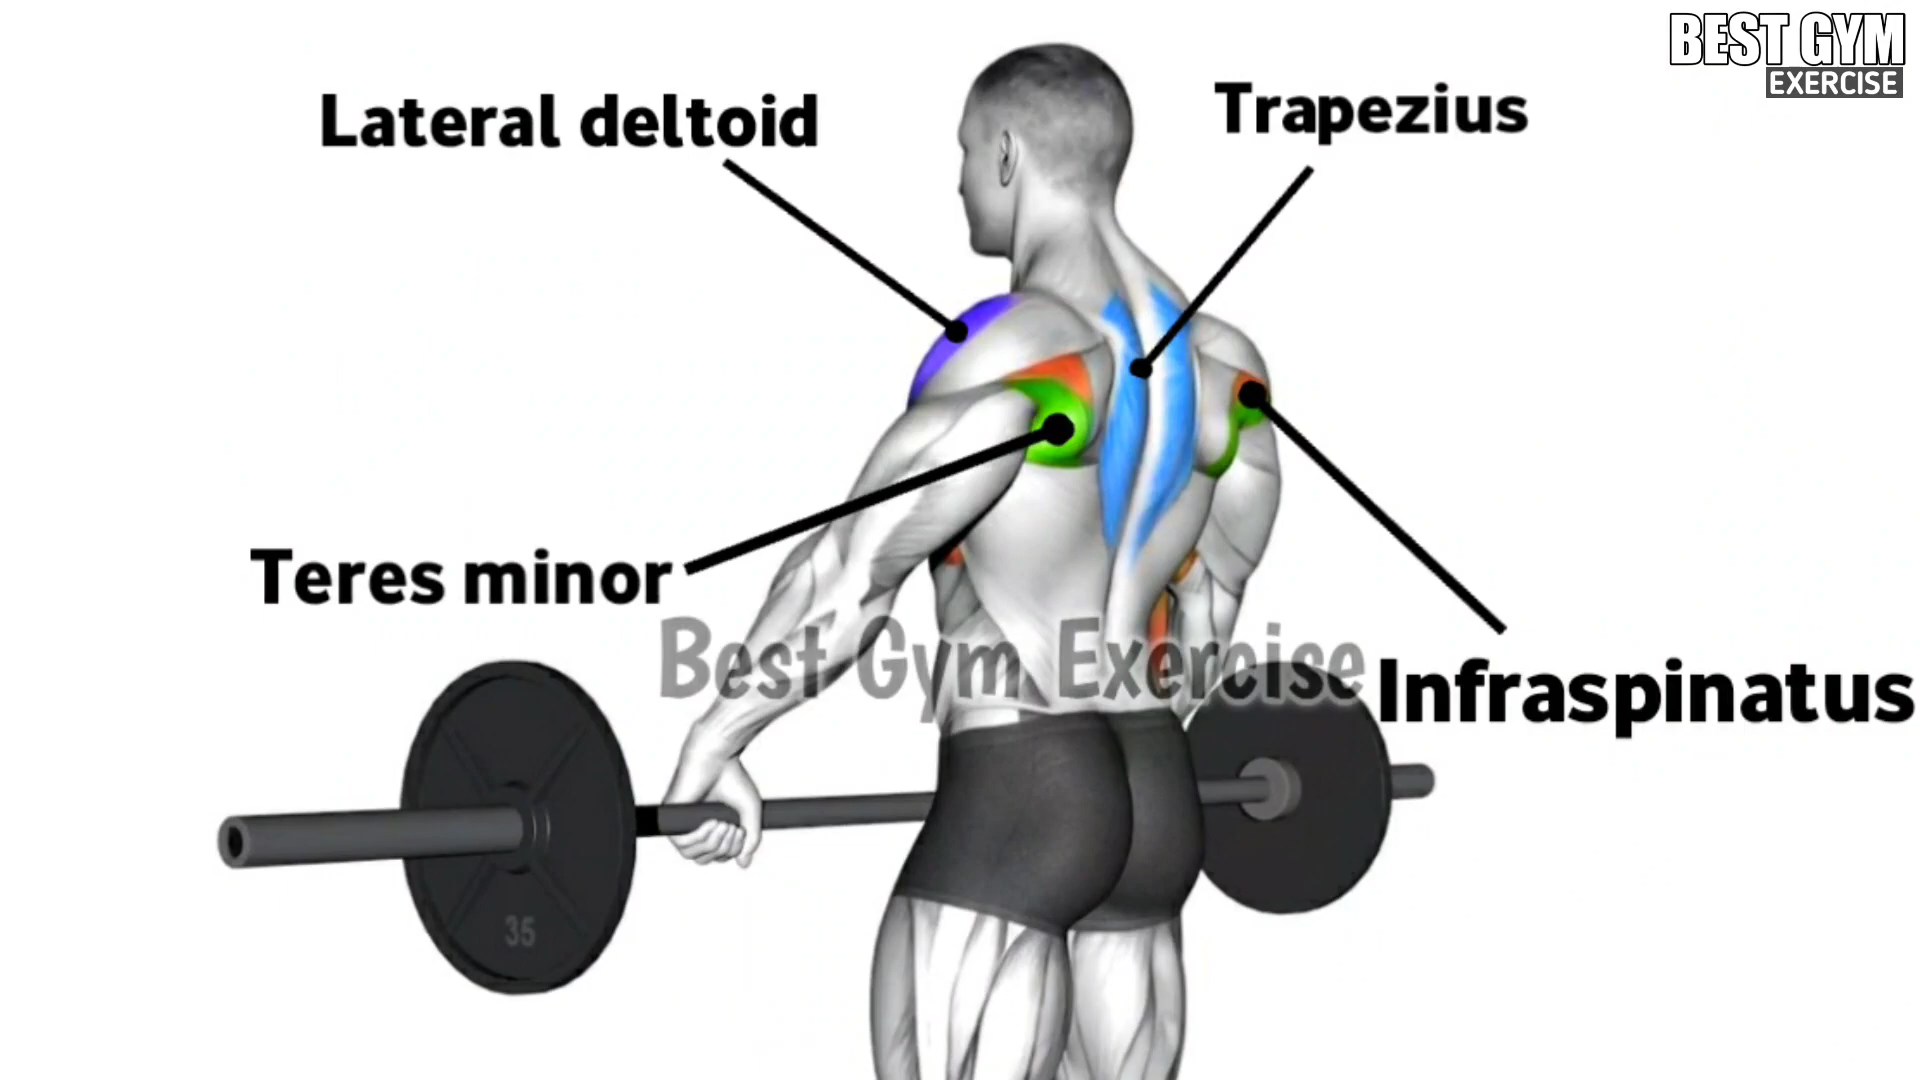 BEST GYM
EXERCISE
Lateral deltoid
Trapezius
Teres minor
Best Gym Exercise
Infraspinatus
35